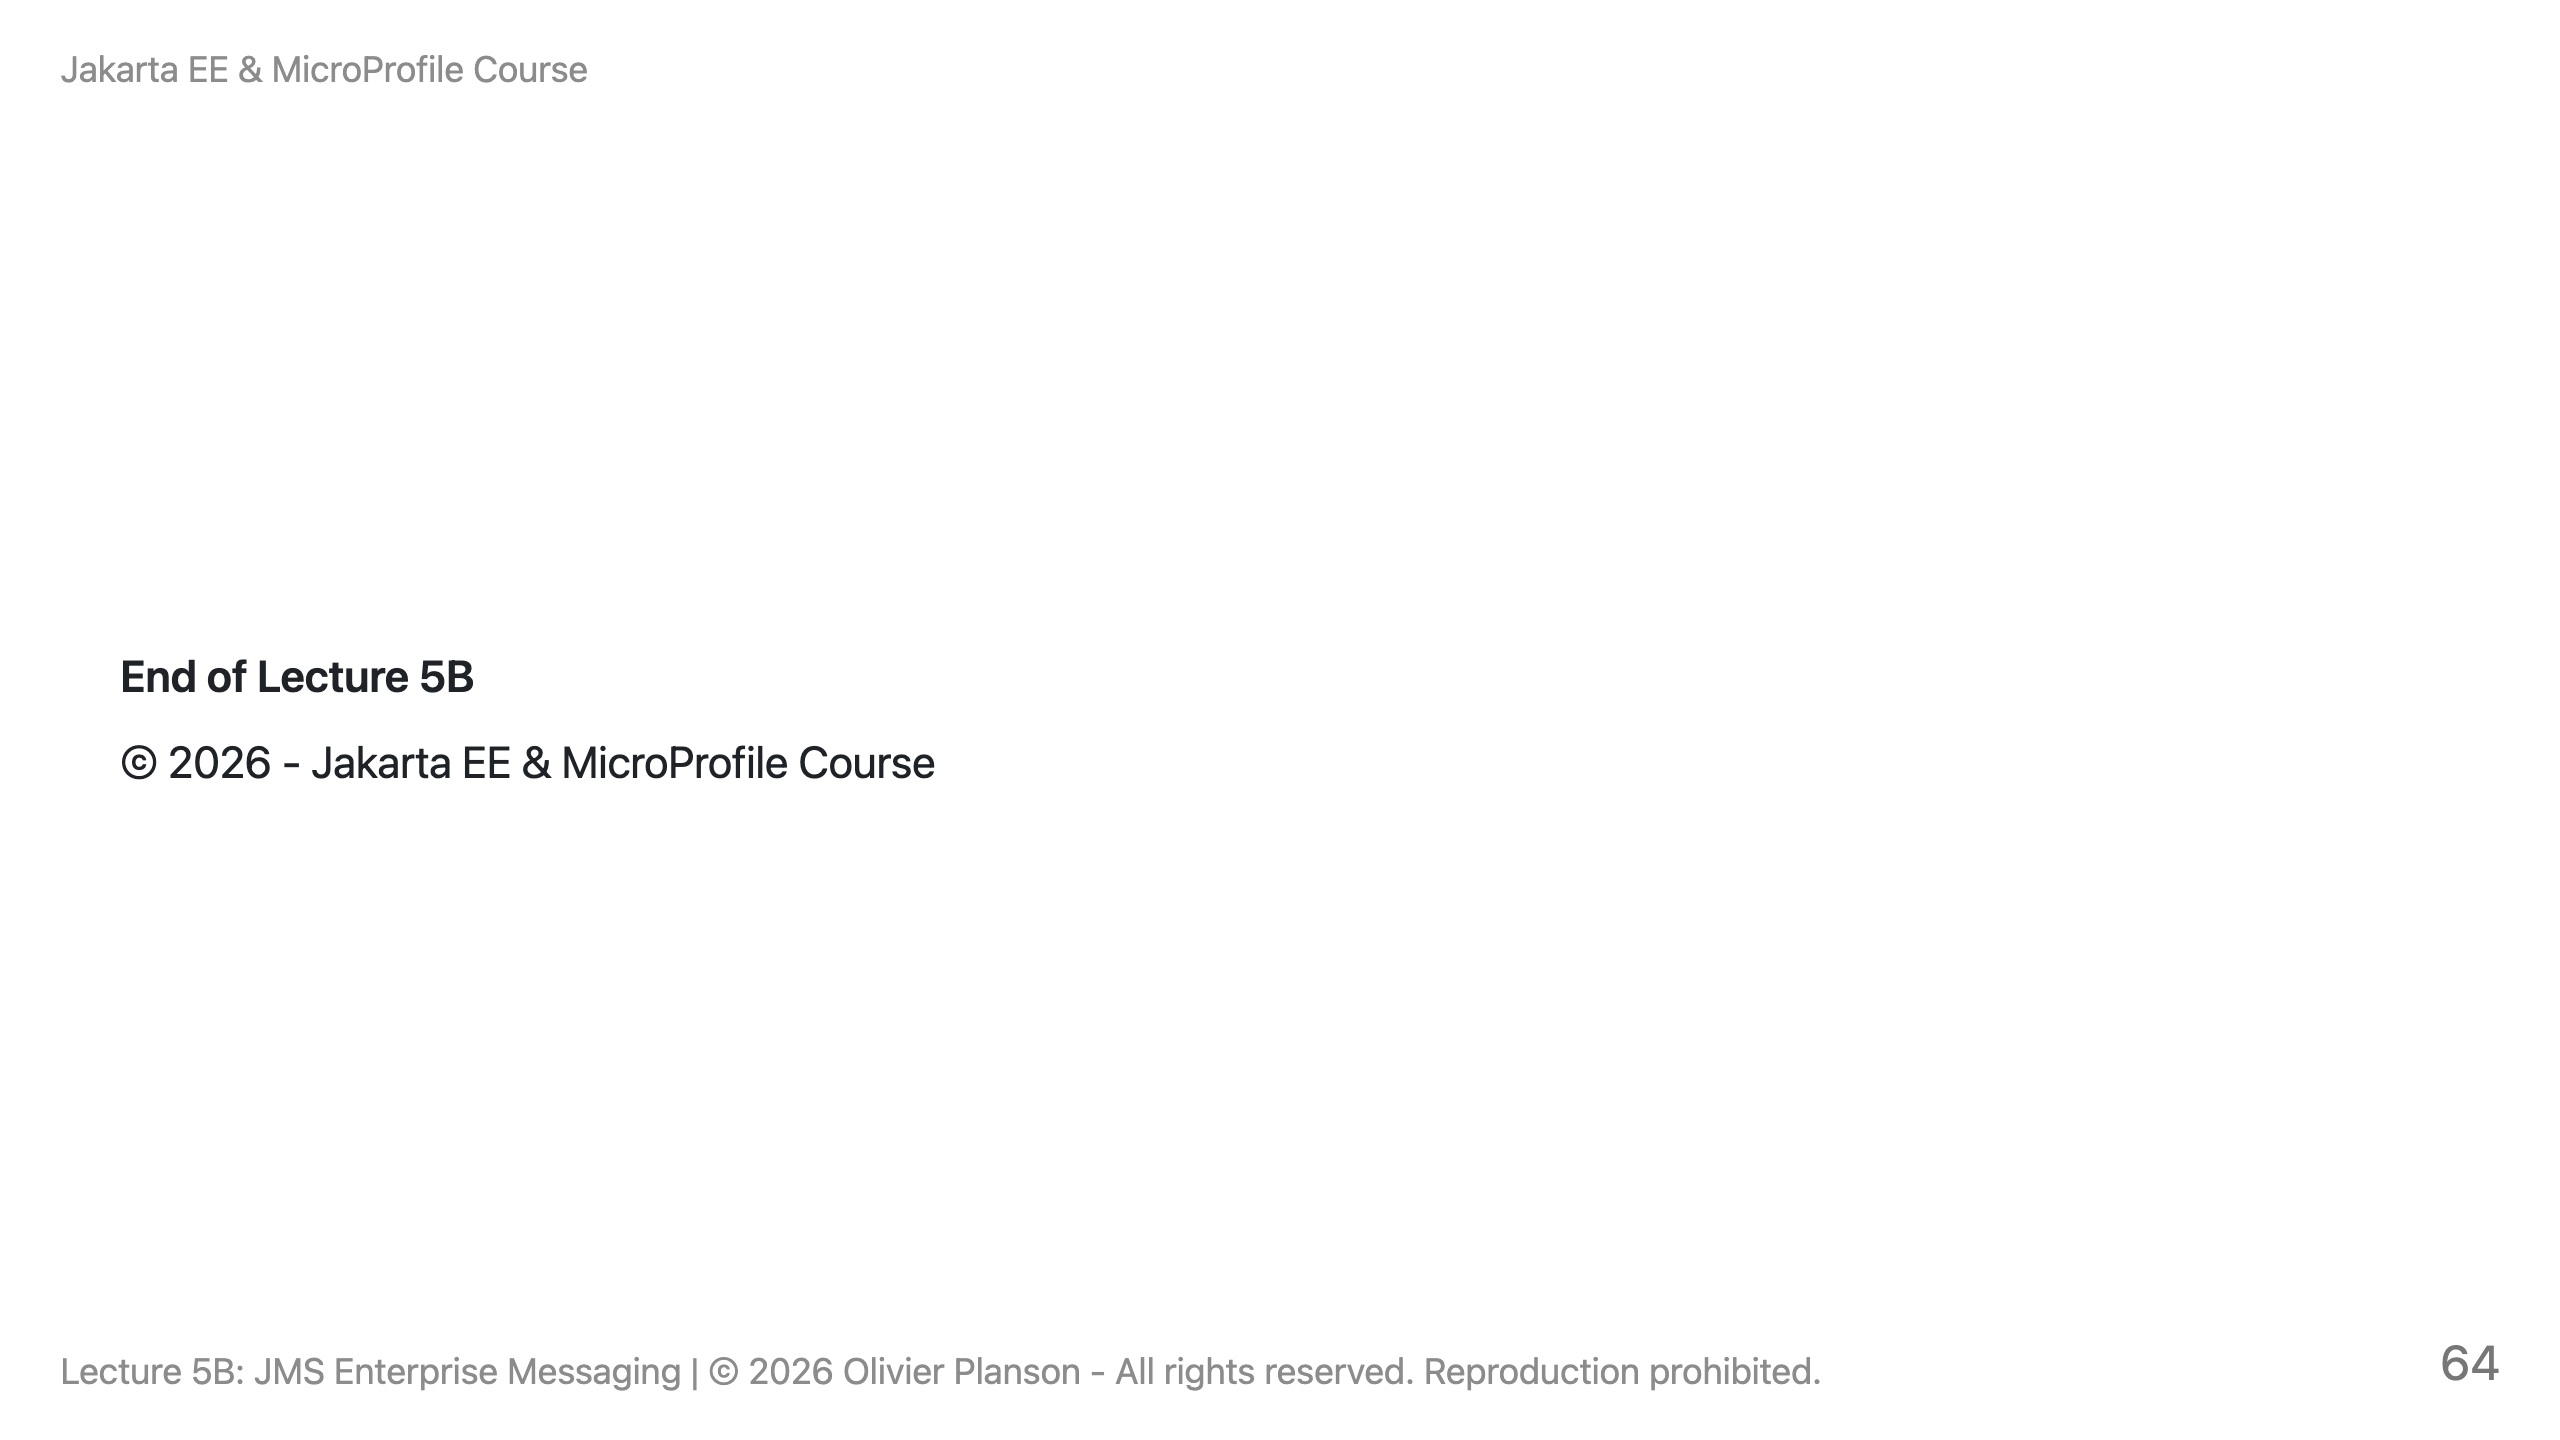 Jakarta EE & MicroProfile Course
End of Lecture 5B
© 2026 - Jakarta EE & MicroProfile Course
Lecture 5B: JMS Enterprise Messaging | © 2026 Olivier Planson - All rights reserved. Reproduction prohibited.
64